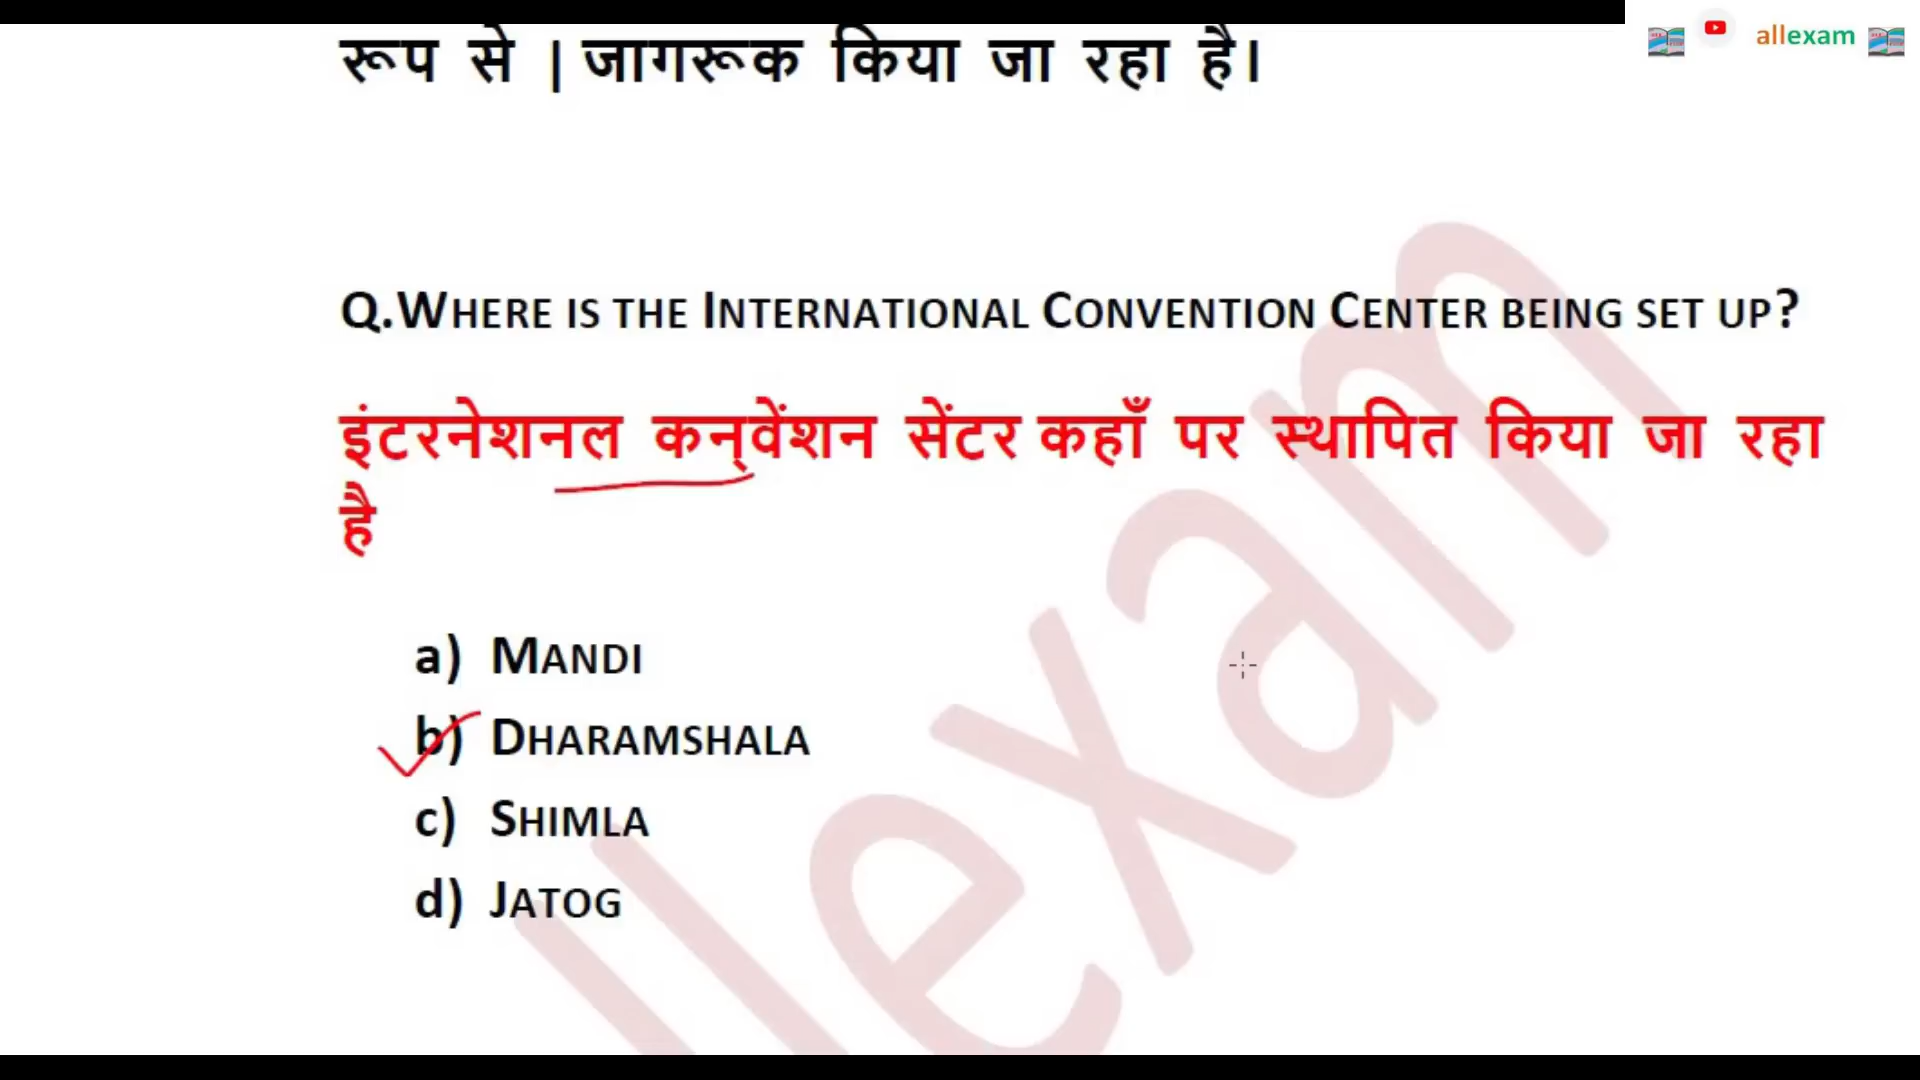 allexam
रूप से | जागरूक किया जा रहा है।
Q.WHERE IS THE INTERNATIONAL CONVENTION CENTER BEING SET UP?
इंटरनेशनल कन्‌वेंशन सेंटर कहाँ पर स्थापित किया जा रहा
है
a) MANDI
b) DHARAMSHALA
c) SHIMLA
d) JATOG
allexam